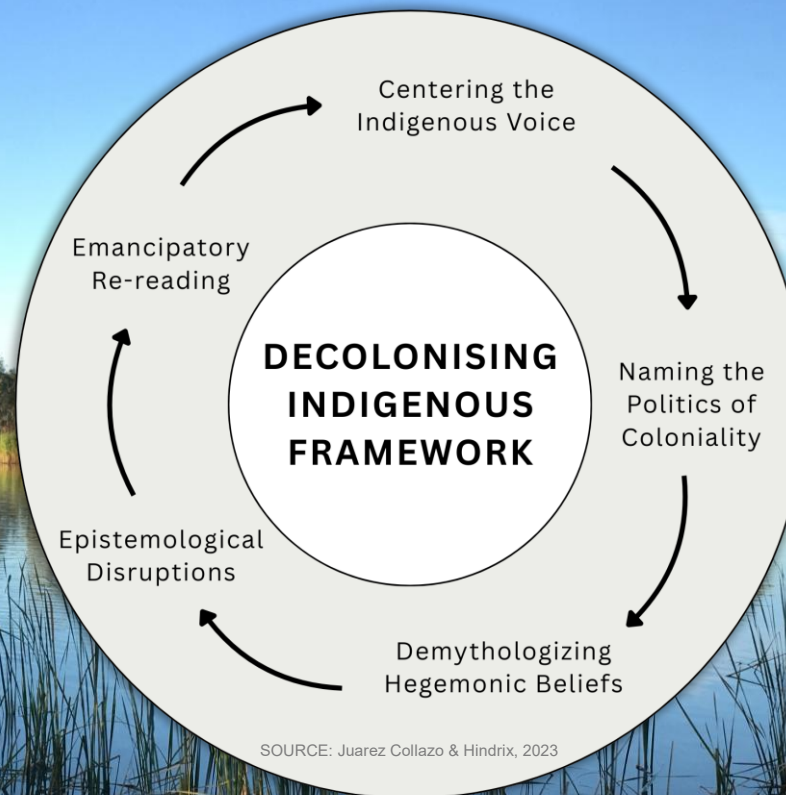 Centering the
Indigenous Voice
Naming the
Politics of
Coloniality
Demythologizing
Hegemonic Beliefs
Epistemological
Disruptions
Emancipatory
Re-reading
DECOLONISING
INDIGENOUS
FRAMEWORK
SOURCE: Juarez Collazo & Hindrix, 2023